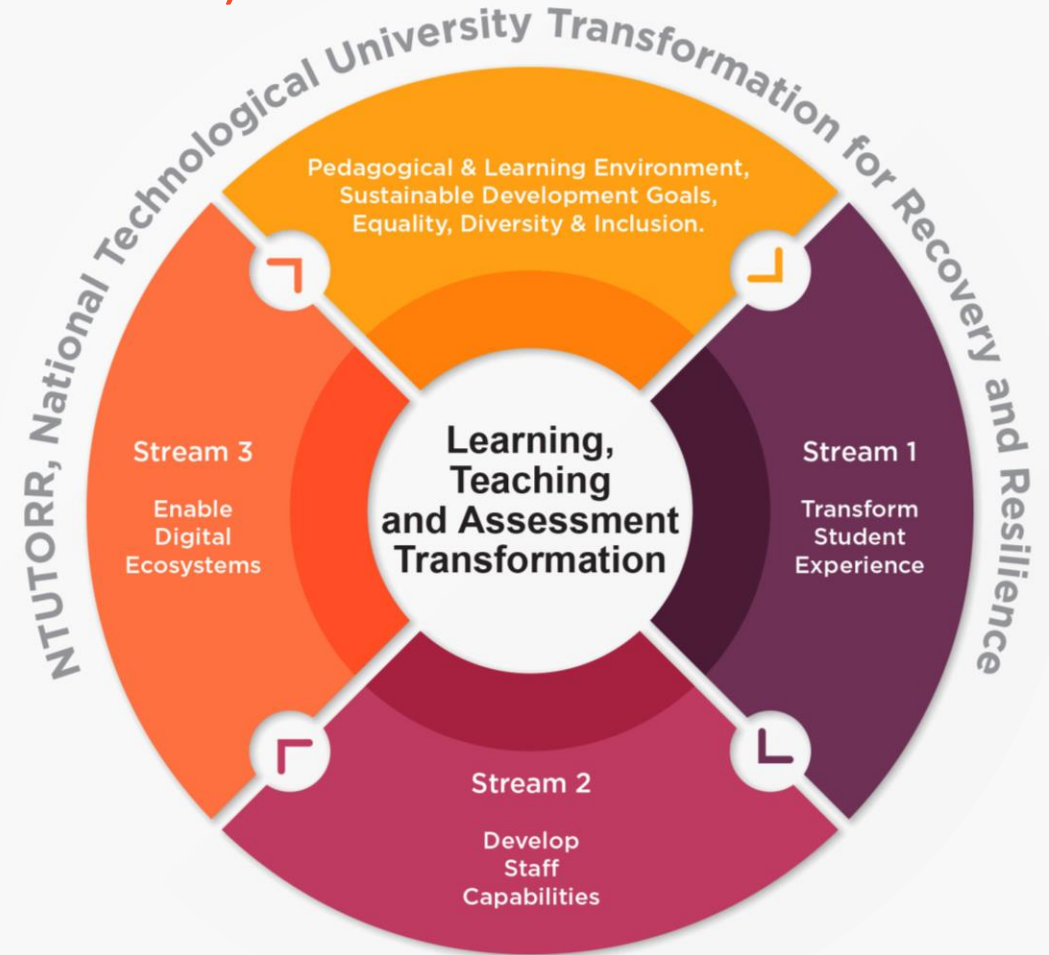 NTUTORR, National Technological University Transformation for Recovery and Resilience
Pedagogical & Learning Environment,
Sustainable Development Goals,
Equality, Diversity & Inclusion.
Learning,
Teaching
and Assessment
Transformation
Stream 1
Transform
Student
Experience
Stream 2
Develop
Staff
Capabilities
Stream 3
Enable
Digital
Ecosystems